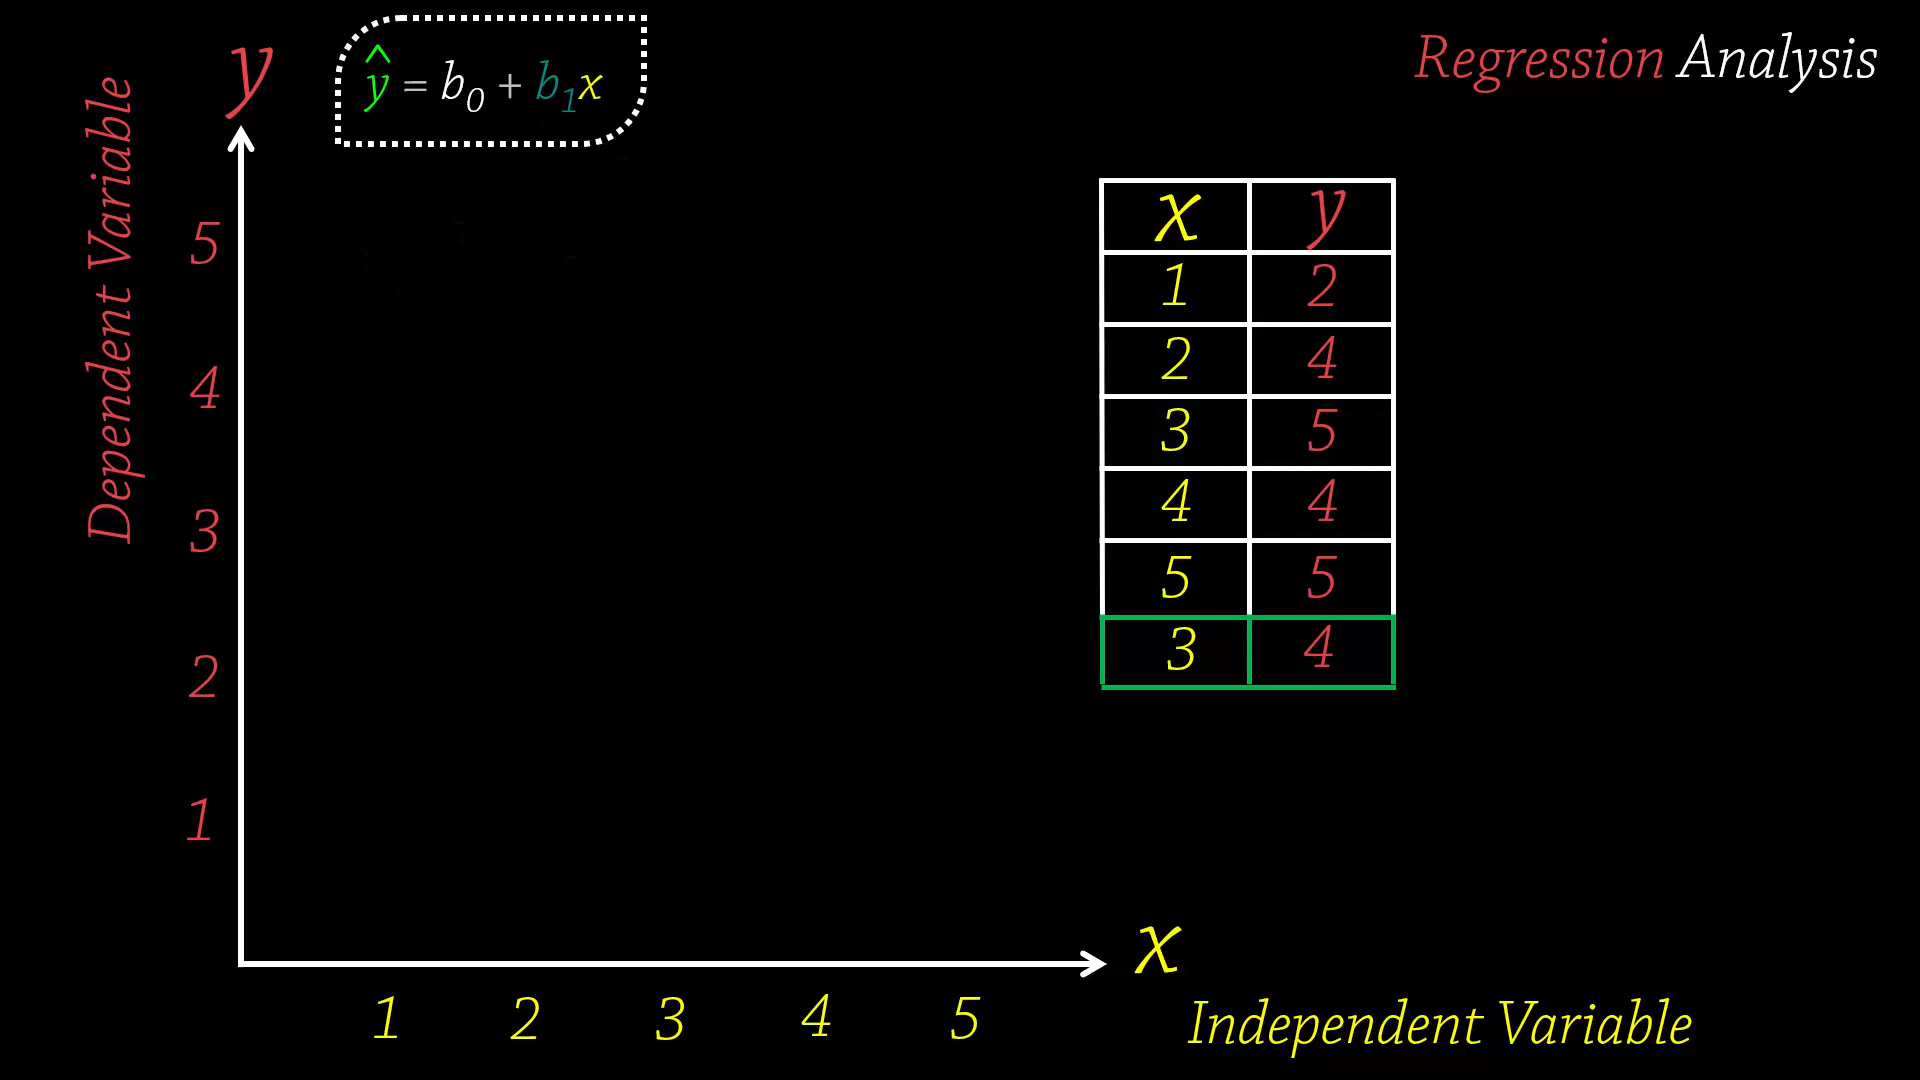 Regression Analysis
y
ŷ = b₀ + b₁x
Dependent Variable
5
4
3
2
1
x y
1 2
2 4
3 5
4 4
5 5
3 4
x
1 2 3 4 5
Independent Variable